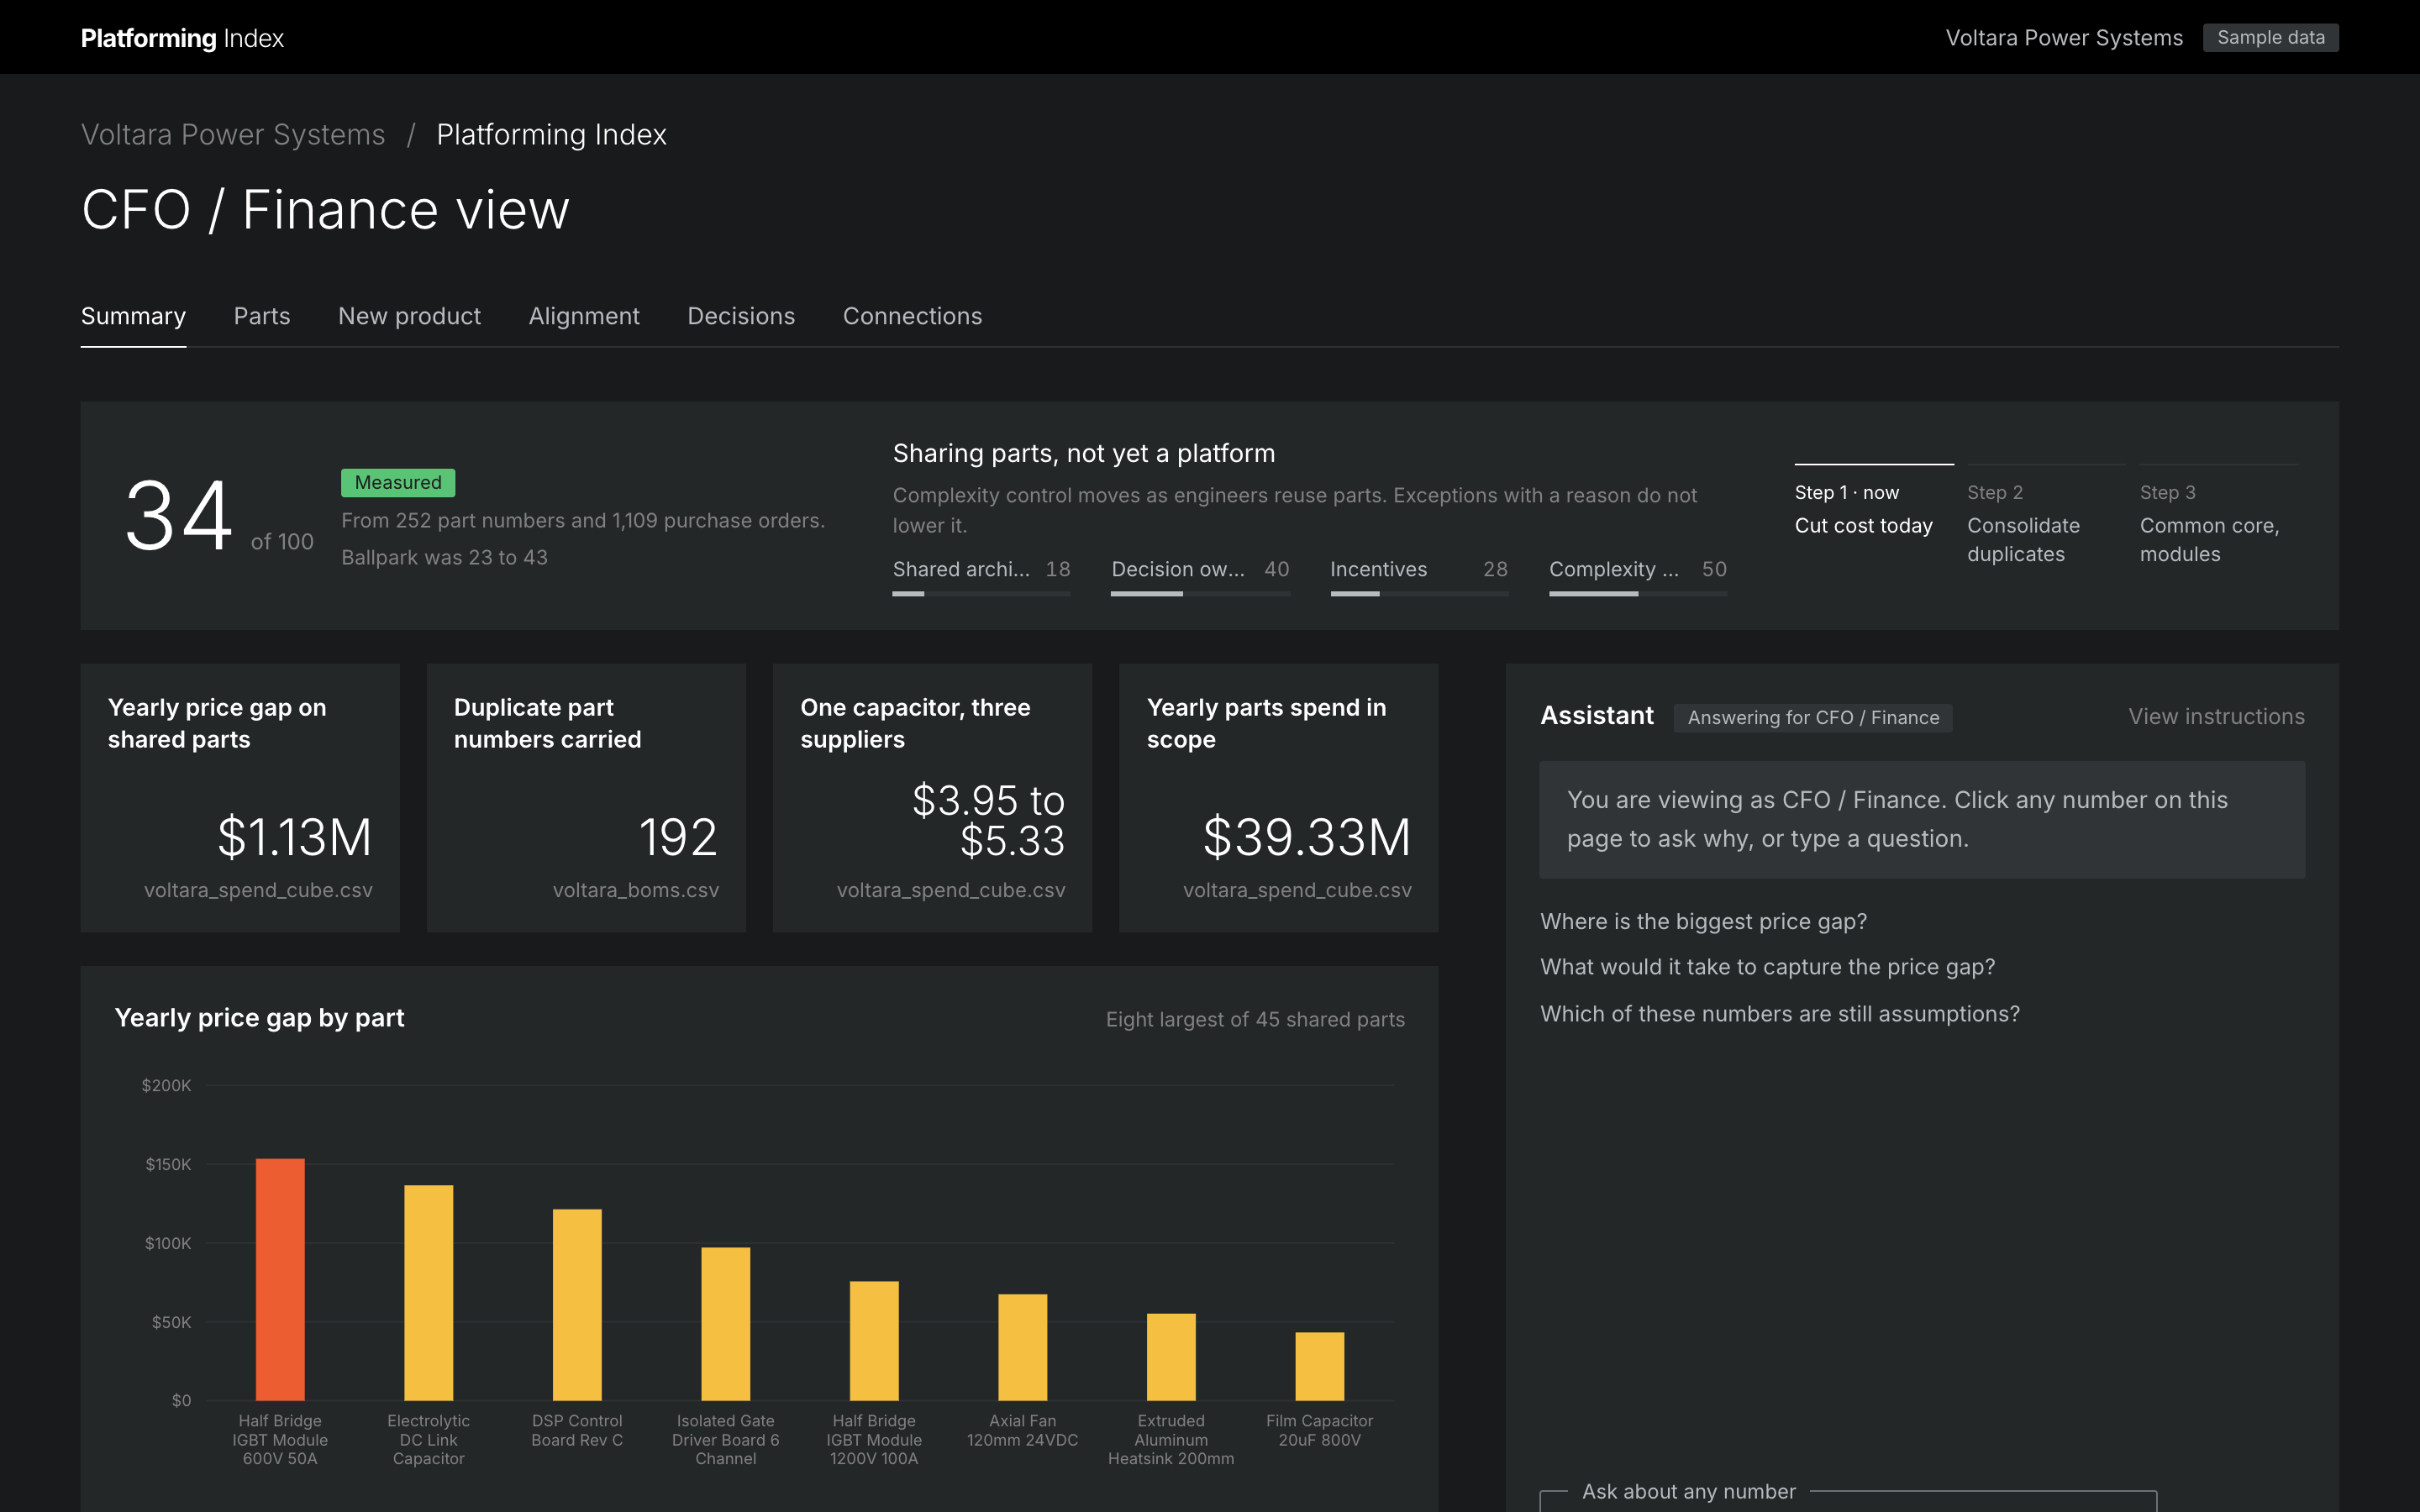 Platforming Index
Voltara Power Systems
Sample data
Voltara Power Systems / Platforming Index
CFO / Finance view
Summary
Parts
New product
Alignment
Decisions
Connections
34 of 100
Measured
From 252 part numbers and 1,109 purchase orders.
Ballpark was 23 to 43
Sharing parts, not yet a platform
Complexity control moves as engineers reuse parts. Exceptions with a reason do not
lower it.
Shared archi... 18
Decision ow... 40
Incentives 28
Complexity ... 50
Step 1 · now
Cut cost today
Step 2
Consolidate
duplicates
Step 3
Common core,
modules
Yearly price gap on
shared parts
$1.13M
voltara_spend_cube.csv
Duplicate part
numbers carried
192
voltara_boms.csv
One capacitor, three
suppliers
$3.95 to
$5.33
voltara_spend_cube.csv
Yearly parts spend in
scope
$39.33M
voltara_spend_cube.csv
Assistant
Answering for CFO / Finance
View instructions
You are viewing as CFO / Finance. Click any number on this
page to ask why, or type a question.
Where is the biggest price gap?
What would it take to capture the price gap?
Which of these numbers are still assumptions?
Ask about any number
Yearly price gap by part
Eight largest of 45 shared parts
$200K
$150K
$100K
$50K
$0
Half Bridge
IGBT Module
600V 50A
Electrolytic
DC Link
Capacitor
DSP Control
Board Rev C
Isolated Gate
Driver Board 6
Channel
Half Bridge
IGBT Module
1200V 100A
Axial Fan
120mm 24VDC
Extruded
Aluminum
Heatsink 200mm
Film Capacitor
20uF 800V